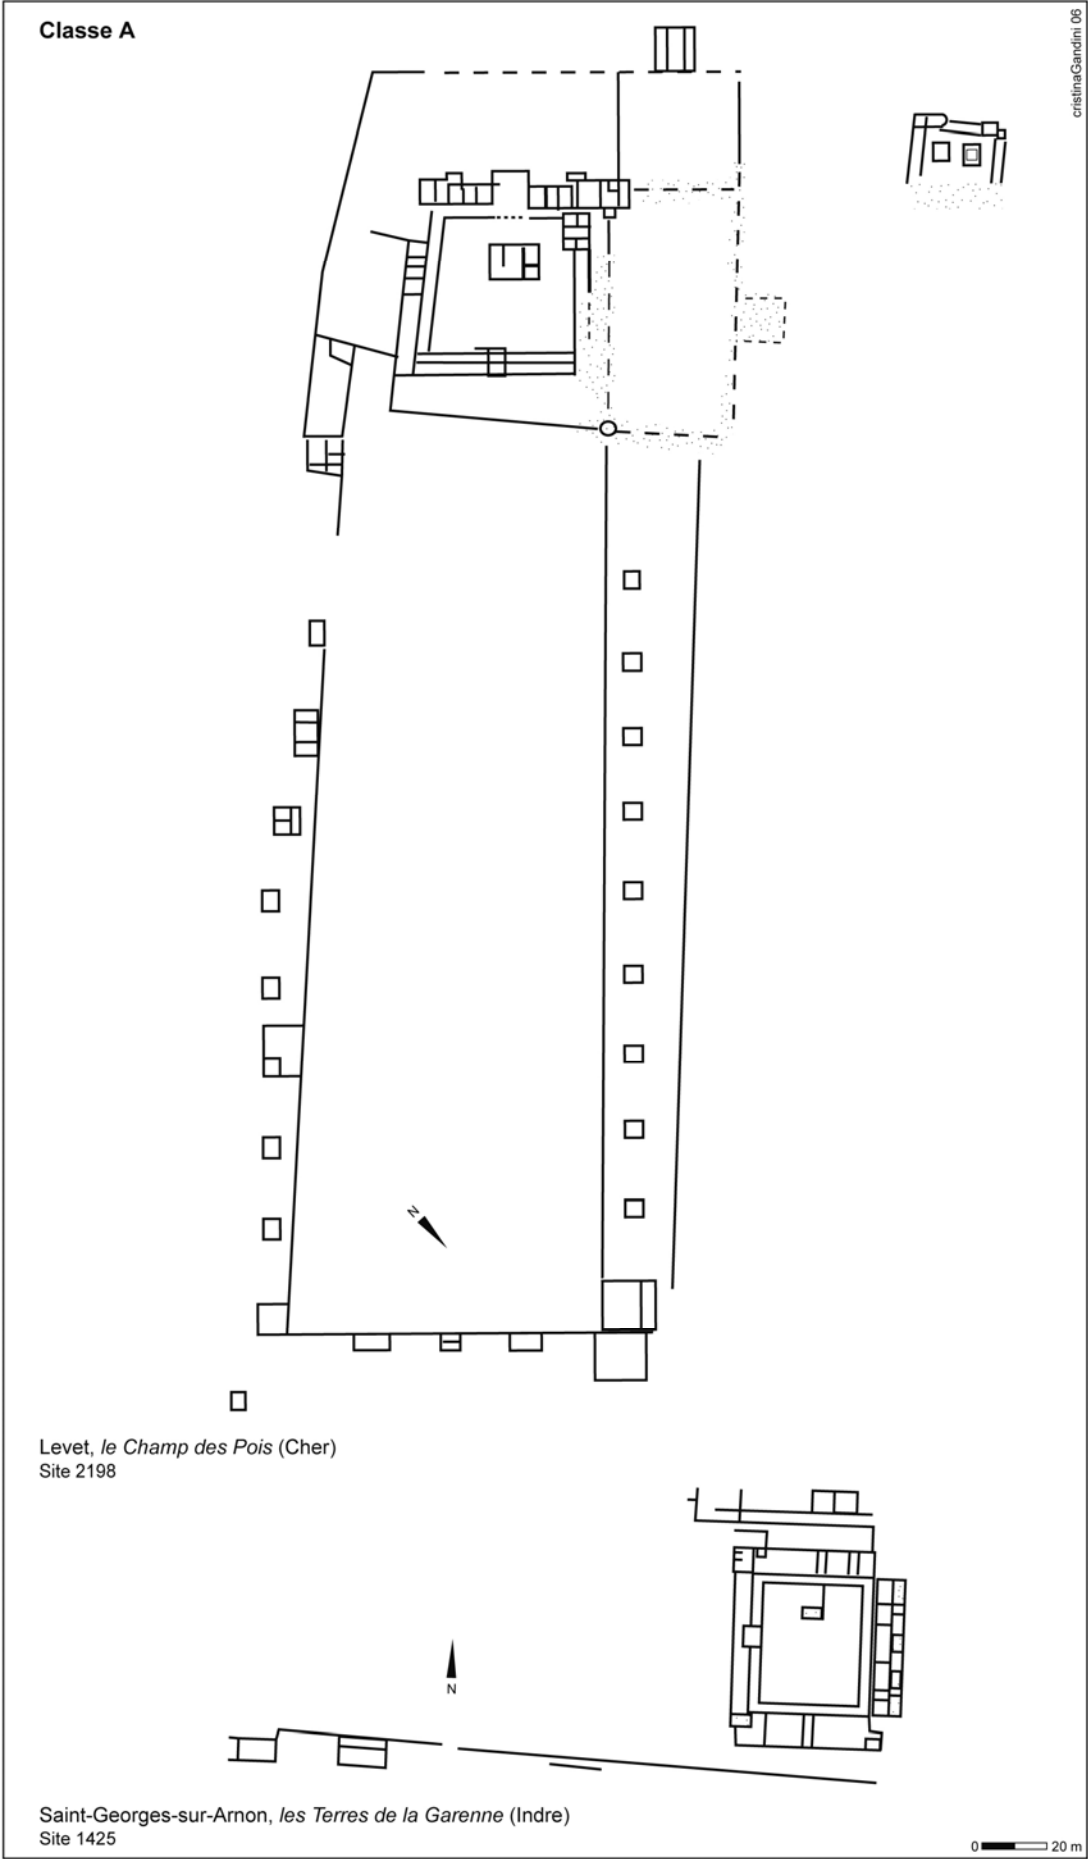 Classe A
cristinaGandini 06
N
Levet, le Champ des Pois (Cher)
Site 2198
N
Saint-Georges-sur-Arnon, les Terres de la Garenne (Indre)
Site 1425
0 20 m